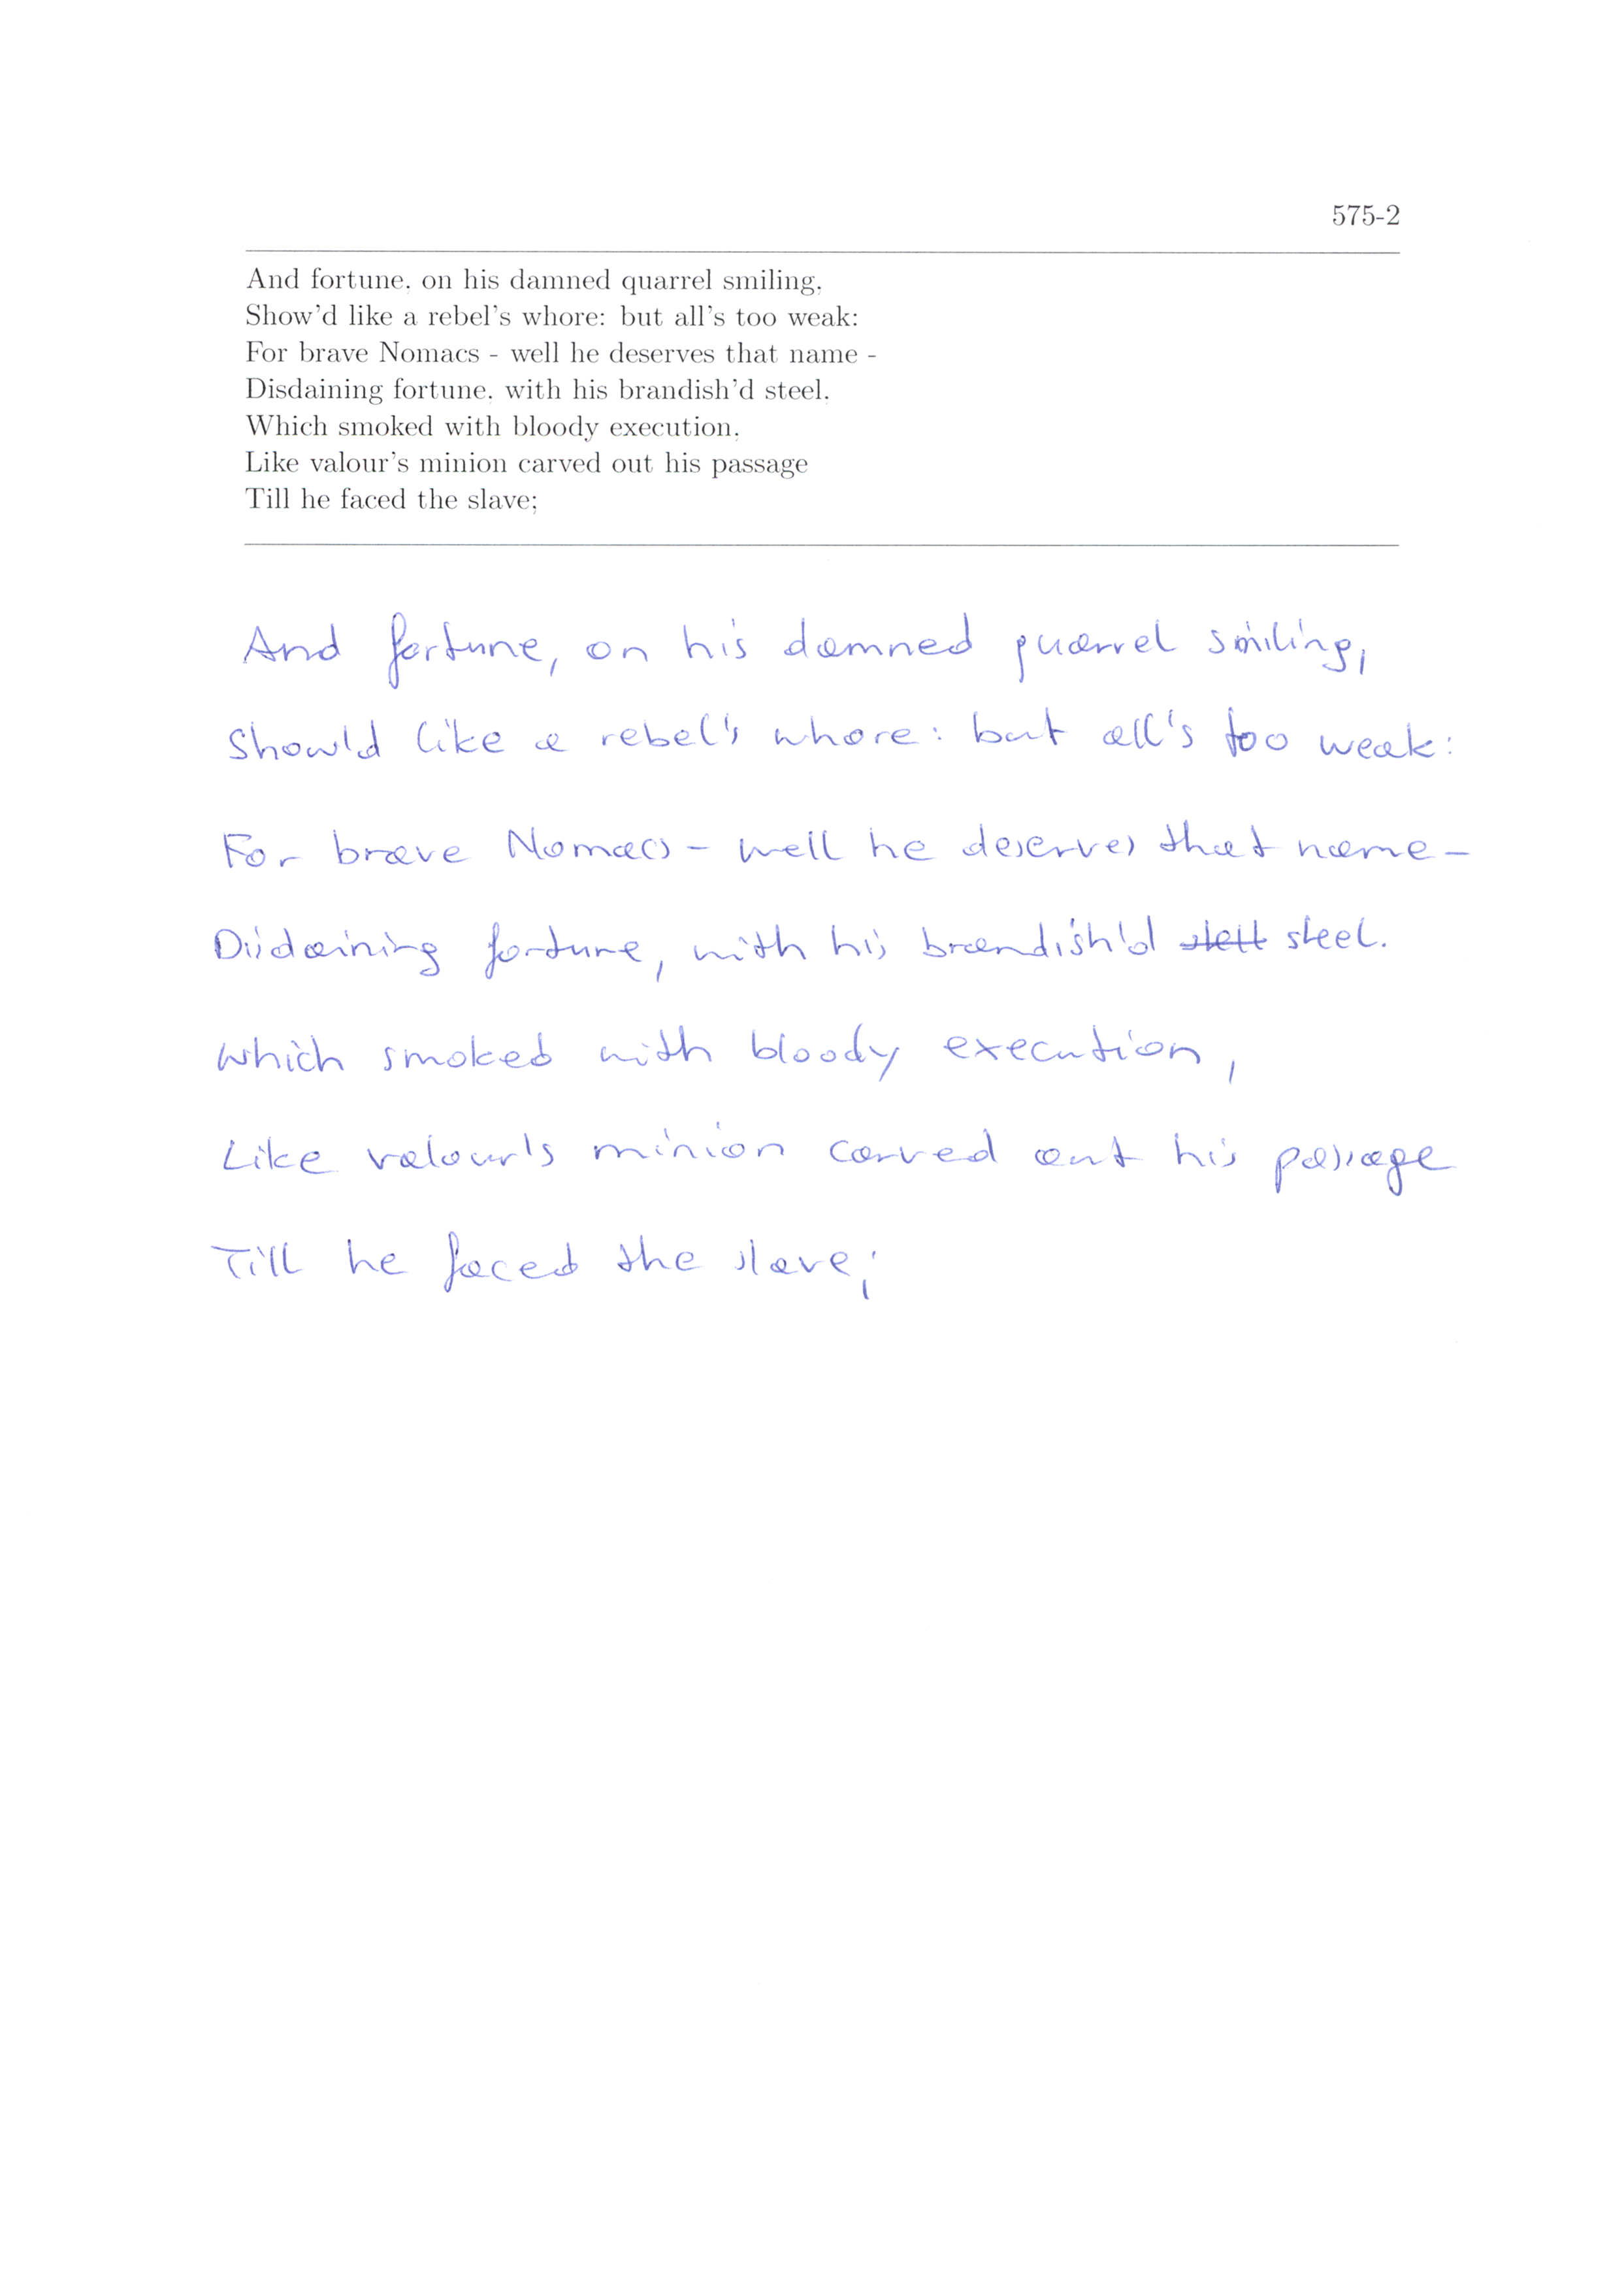 575-2
And fortune, on his damned quarrel smiling,
Show'd like a rebel's whore: but all's too weak:
For brave Nomacs - well he deserves that name -
Disdaining fortune, with his brandish'd steel,
Which smoked with bloody execution,
Like valour's minion carved out his passage
Till he faced the slave;
And fortune, on his damned quarrel smiling,
Show'd like a rebel's whore: but all's too weak:
For brave Nomacs - well he deserves that name -
Disdaining fortune, with his brandish'd steel.
Which smoked with bloody execution,
Like valour's minion carved out his passage
Till he faced the slave;